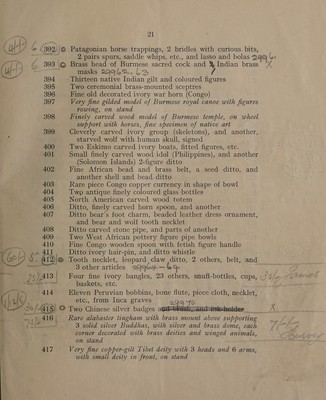 21
392 Patagonian horse trappings, 2 bridles with curious bits,
2 pairs spurs, saddle whips, etc., and lasso and bolas
393 Brass head of Burmese sacred cock and Indian brass
masks
394 Thirteen native Indian gilt and coloured figures
395 Two ceremonial brass-mounted sceptres
396 Fine old decorated ivory war horn (Congo)
397 Very fine gilded model of Burmese royal canoe with figures
rowing, on stand
398 Finely carved wood model of Burmese temple, on wheel
support with horses, fine specimen of native art
399 Cleverly carved ivory group (skeletons), and another,
starved wolf with human skull, signed
400 Two Eskimo carved ivory boats, fitted figures, etc.
401 Small finely carved wood idol (Philippines), and another
(Solomon Islands) 2-figure ditto
402 Fine African bead and brass belt, a seed ditto, and
another shell and bead ditto
403 Rare piece Congo copper currency in shape of bowl
404 Two antique finely coloured glass bottles
405 North American carved wood totem
406 Ditto, finely carved horn spoon, and another
407 Ditto bear's foot charm, beaded leather dress ornament,
and bear and wolf tooth necklet
408 Ditto carved stone pipe, and parts of another
409 Two West African pottery figure pipe bowls
410 Fine Congo wooden spoon with fetish figure handle
411 Ditto ivory hair-pin, and ditto whistle
412 Tooth necklet, leopard claw ditto, 2 others, belt, and
3 other articles
413 Four fine ivory bangles, 23 others, snuff-bottles, cups,
baskets, etc.
414 Eleven Peruvian bobbins, bone flute, piece cloth, necklet,
etc., from Inca graves
415 Two Chinese silver badges
416 Rare alabaster lingham with brass mount above supporting
3 solid silver Buddhas, with silver and brass dome, each
corner decorated with brass deities and winged animals,
on stand
417 Very fine copper-gilt Tibet deity with 3 heads and 6 arms,
with small deity in front, on stand